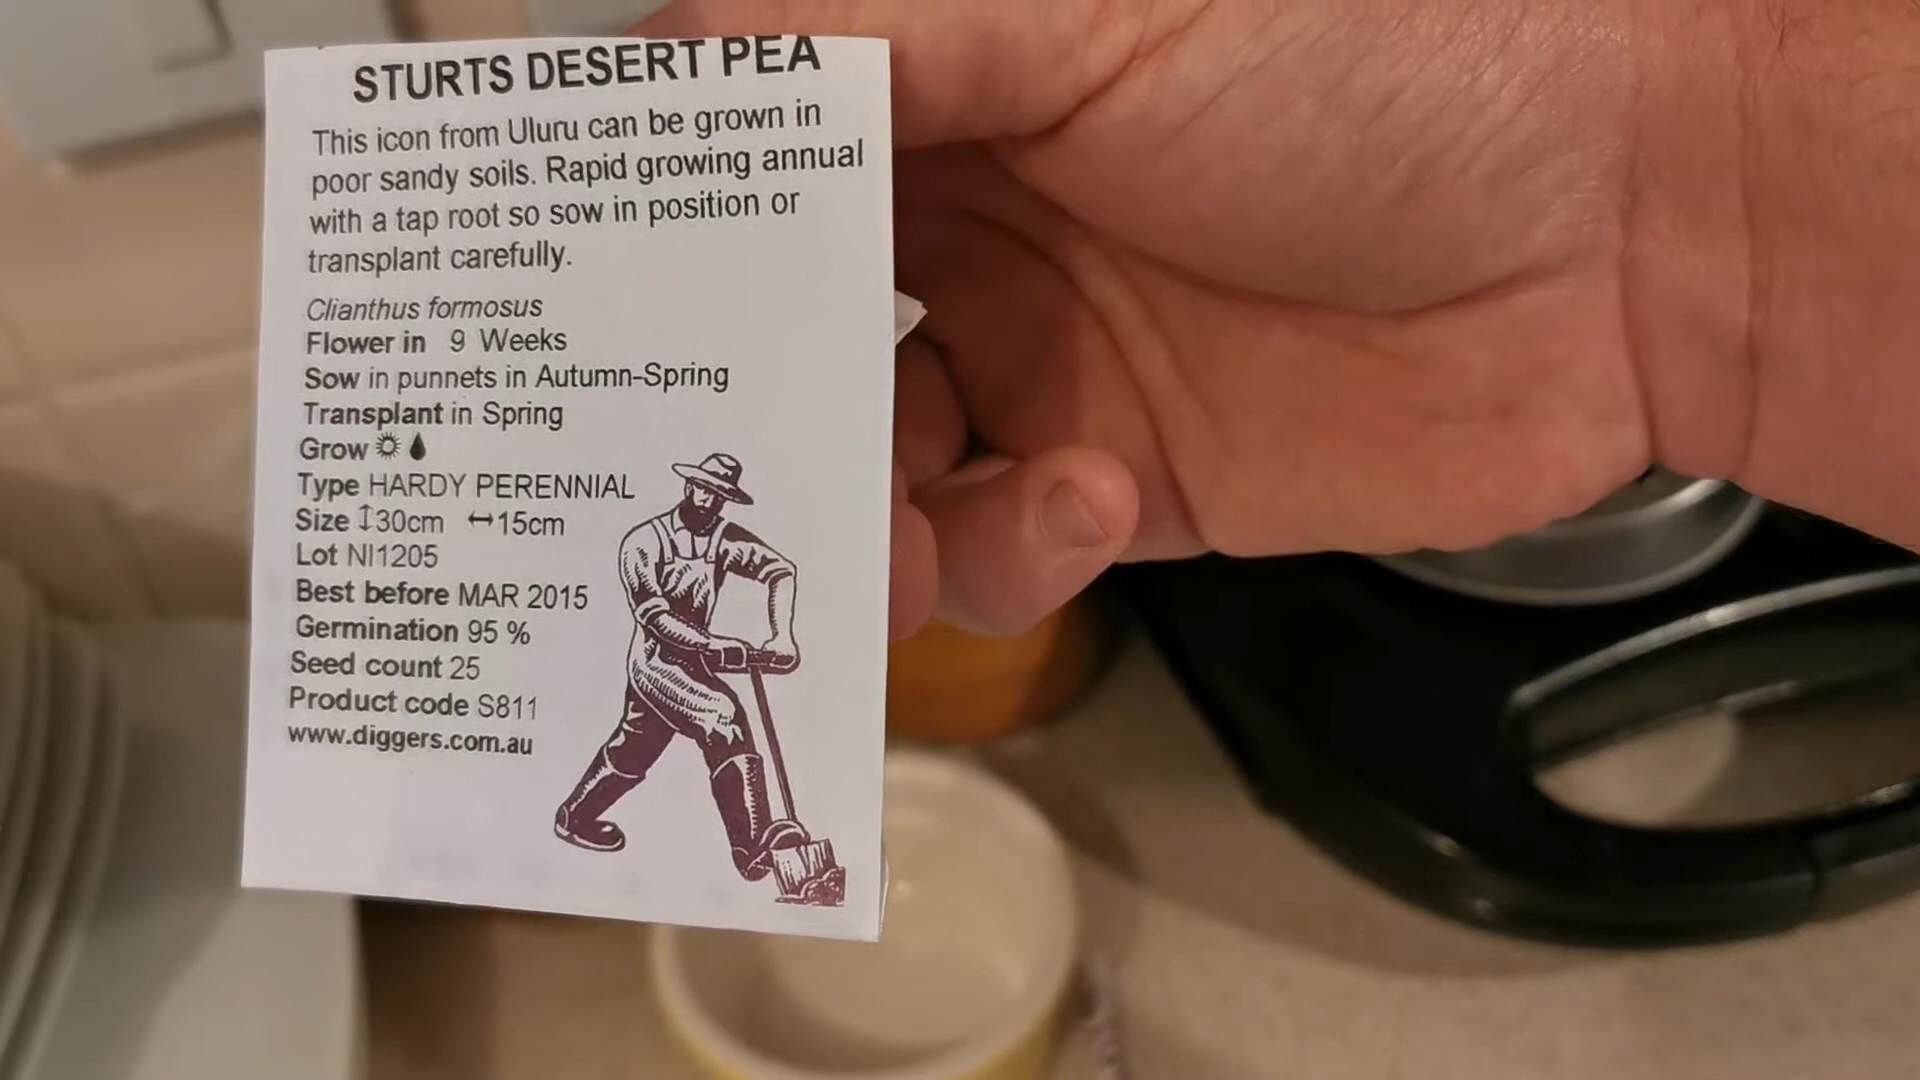 STURTS DESERT PEA
This icon from Uluru can be grown in
poor sandy soils. Rapid growing annual
with a tap root so sow in position or
transplant carefully.
Clianthus formosus
Flower in 9 Weeks
Sow in punnets in Autumn-Spring
Transplant in Spring
Grow
Type HARDY PERENNIAL
Size ↕30cm ↔15cm
Lot NI1205
Best before MAR 2015
Germination 95 %
Seed count 25
Product code S811
www.diggers.com.au